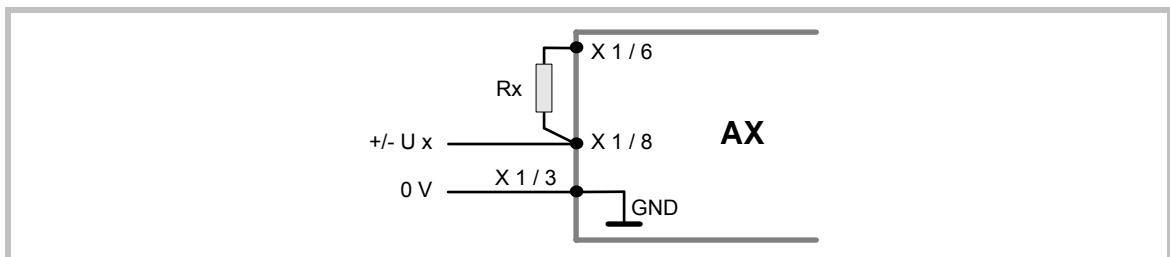 X 1 / 6
Rx
AX
+/- U x
X 1 / 8
X 1 / 3
0 V
GND